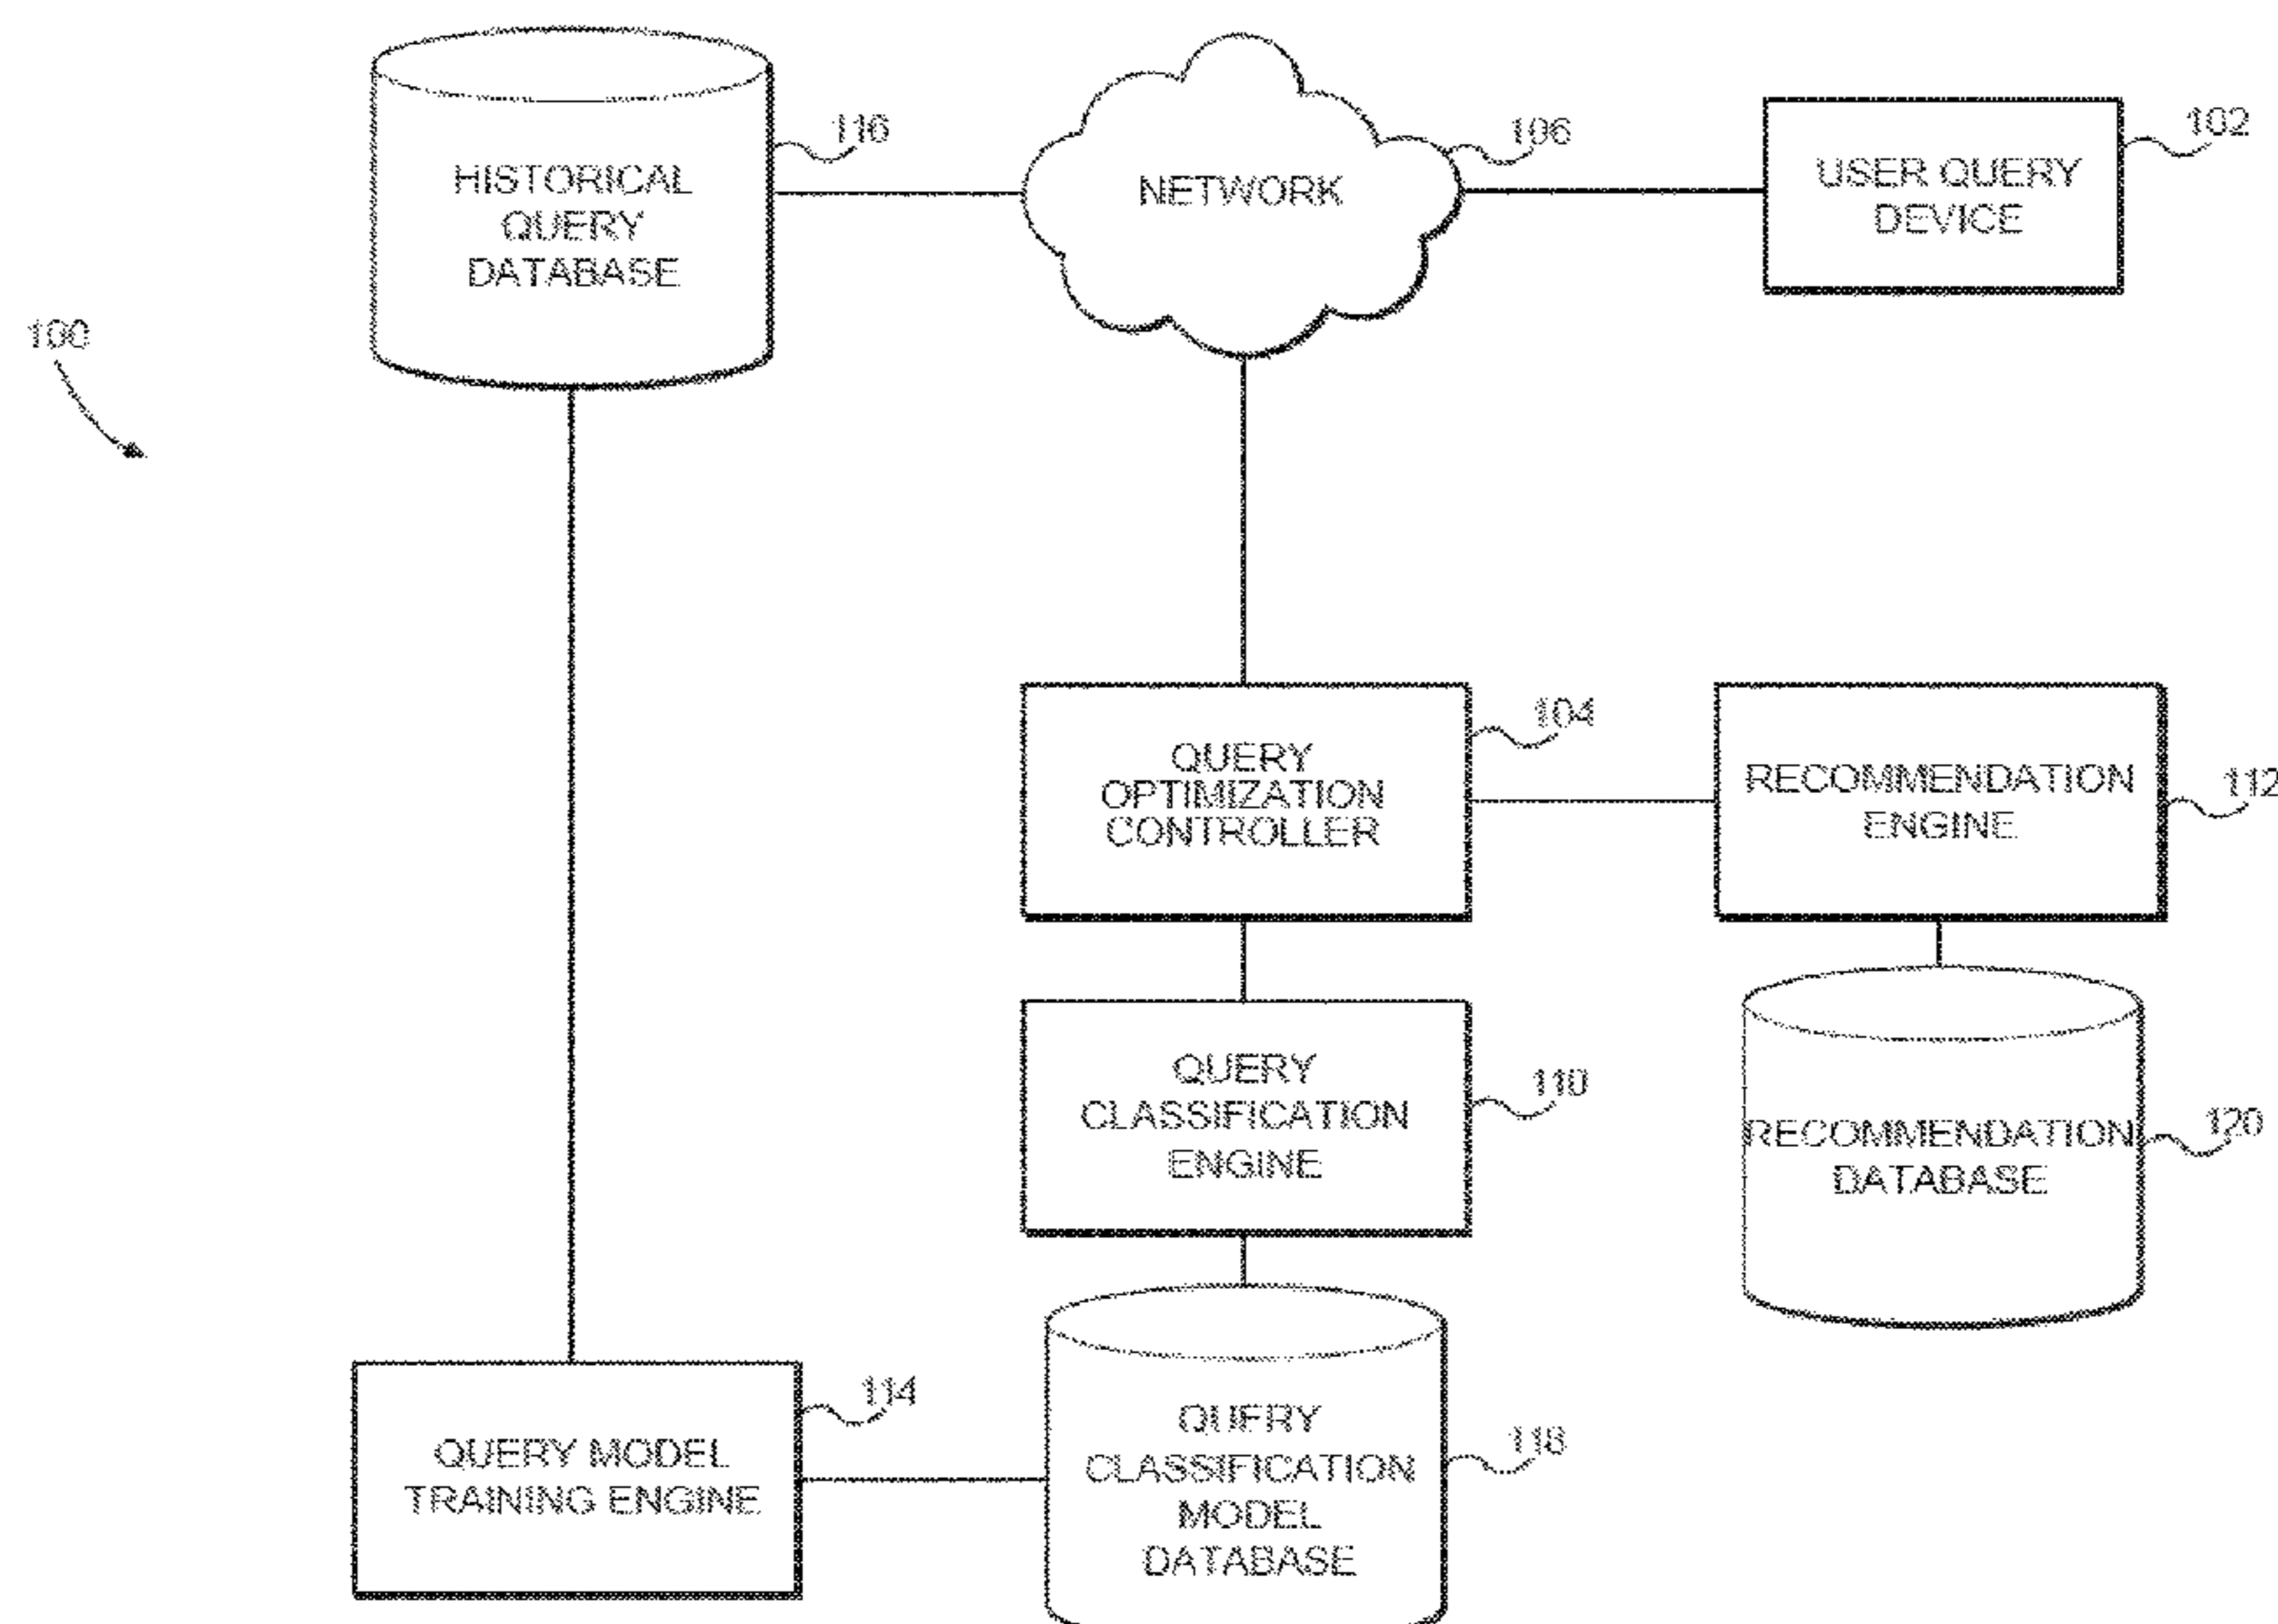 116
HISTORICAL
QUERY
DATABASE
106
NETWORK
102
USER QUERY
DEVICE
100
104
QUERY
OPTIMIZATION
CONTROLLER
112
RECOMMENDATION
ENGINE
110
QUERY
CLASSIFICATION
ENGINE
120
RECOMMENDATION
DATABASE
114
QUERY MODEL
TRAINING ENGINE
118
QUERY
CLASSIFICATION
MODEL
DATABASE